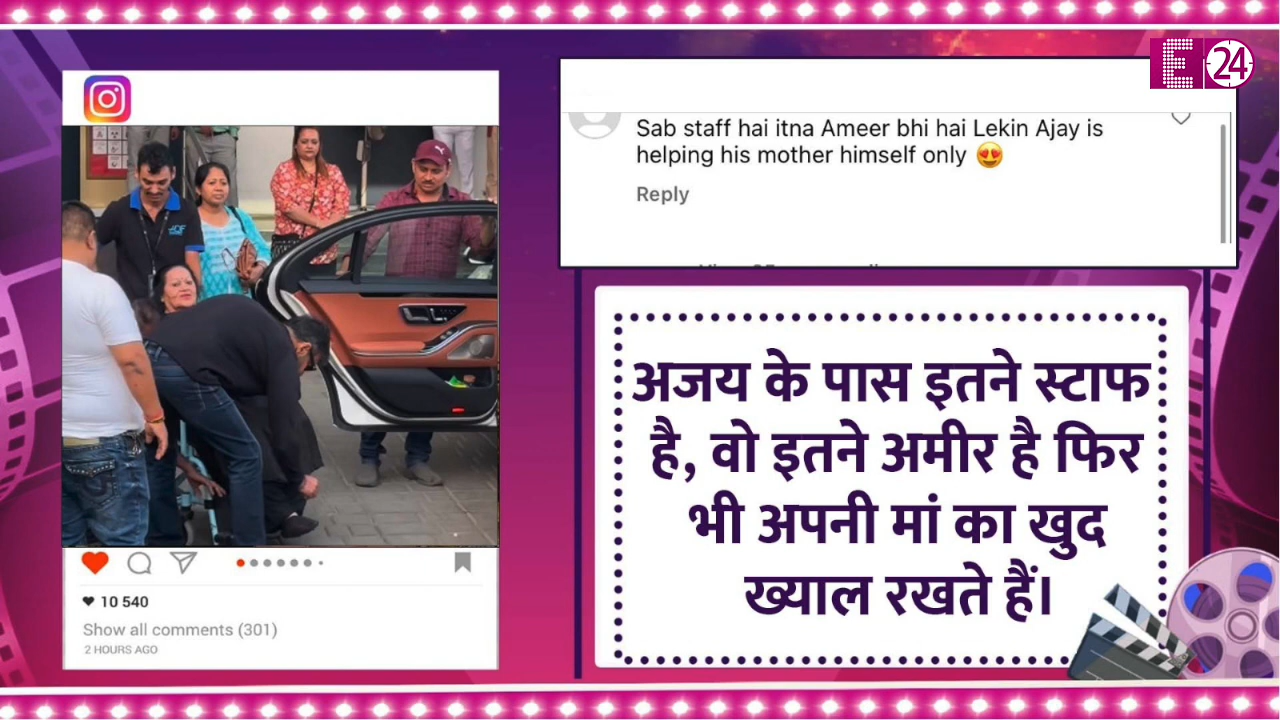 E 24
Sab staff hai itna Ameer bhi hai Lekin Ajay is
helping his mother himself only 😍
Reply
अजय के पास इतने स्टाफ
है, वो इतने अमीर है फिर
भी अपनी मां का खुद
ख्याल रखते हैं।
10 540
Show all comments (301)
2 HOURS AGO